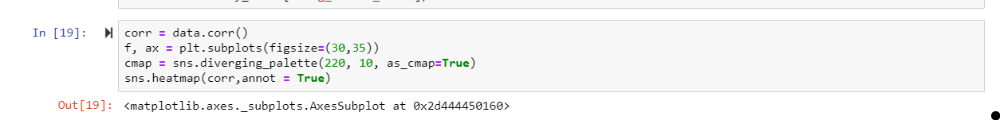 In [19]:
corr = data.corr()
f, ax = plt.subplots(figsize=(30,35))
cmap = sns.diverging_palette(220, 10, as_cmap=True)
sns.heatmap(corr,annot = True)
Out[19]: <matplotlib.axes._subplots.AxesSubplot at 0x2d444450160>